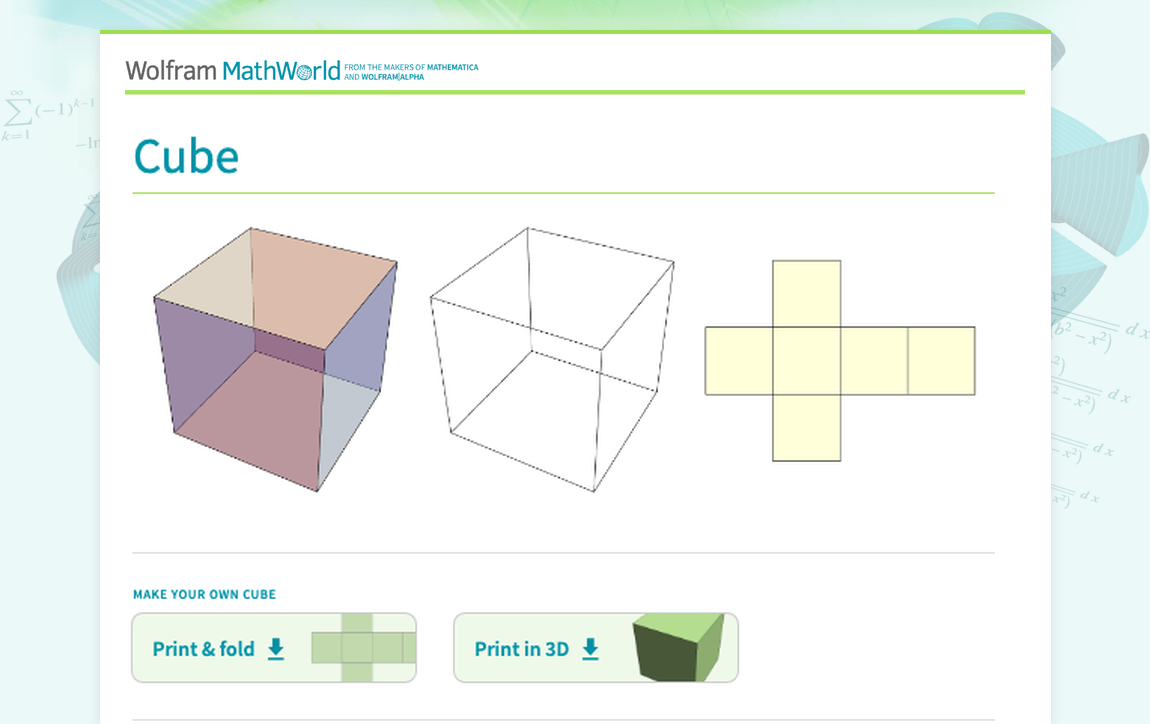 Wolfram MathWorld FROM THE MAKERS OF MATHEMATICA
AND WOLFRAM|ALPHA
Cube
MAKE YOUR OWN CUBE
Print & fold
Print in 3D